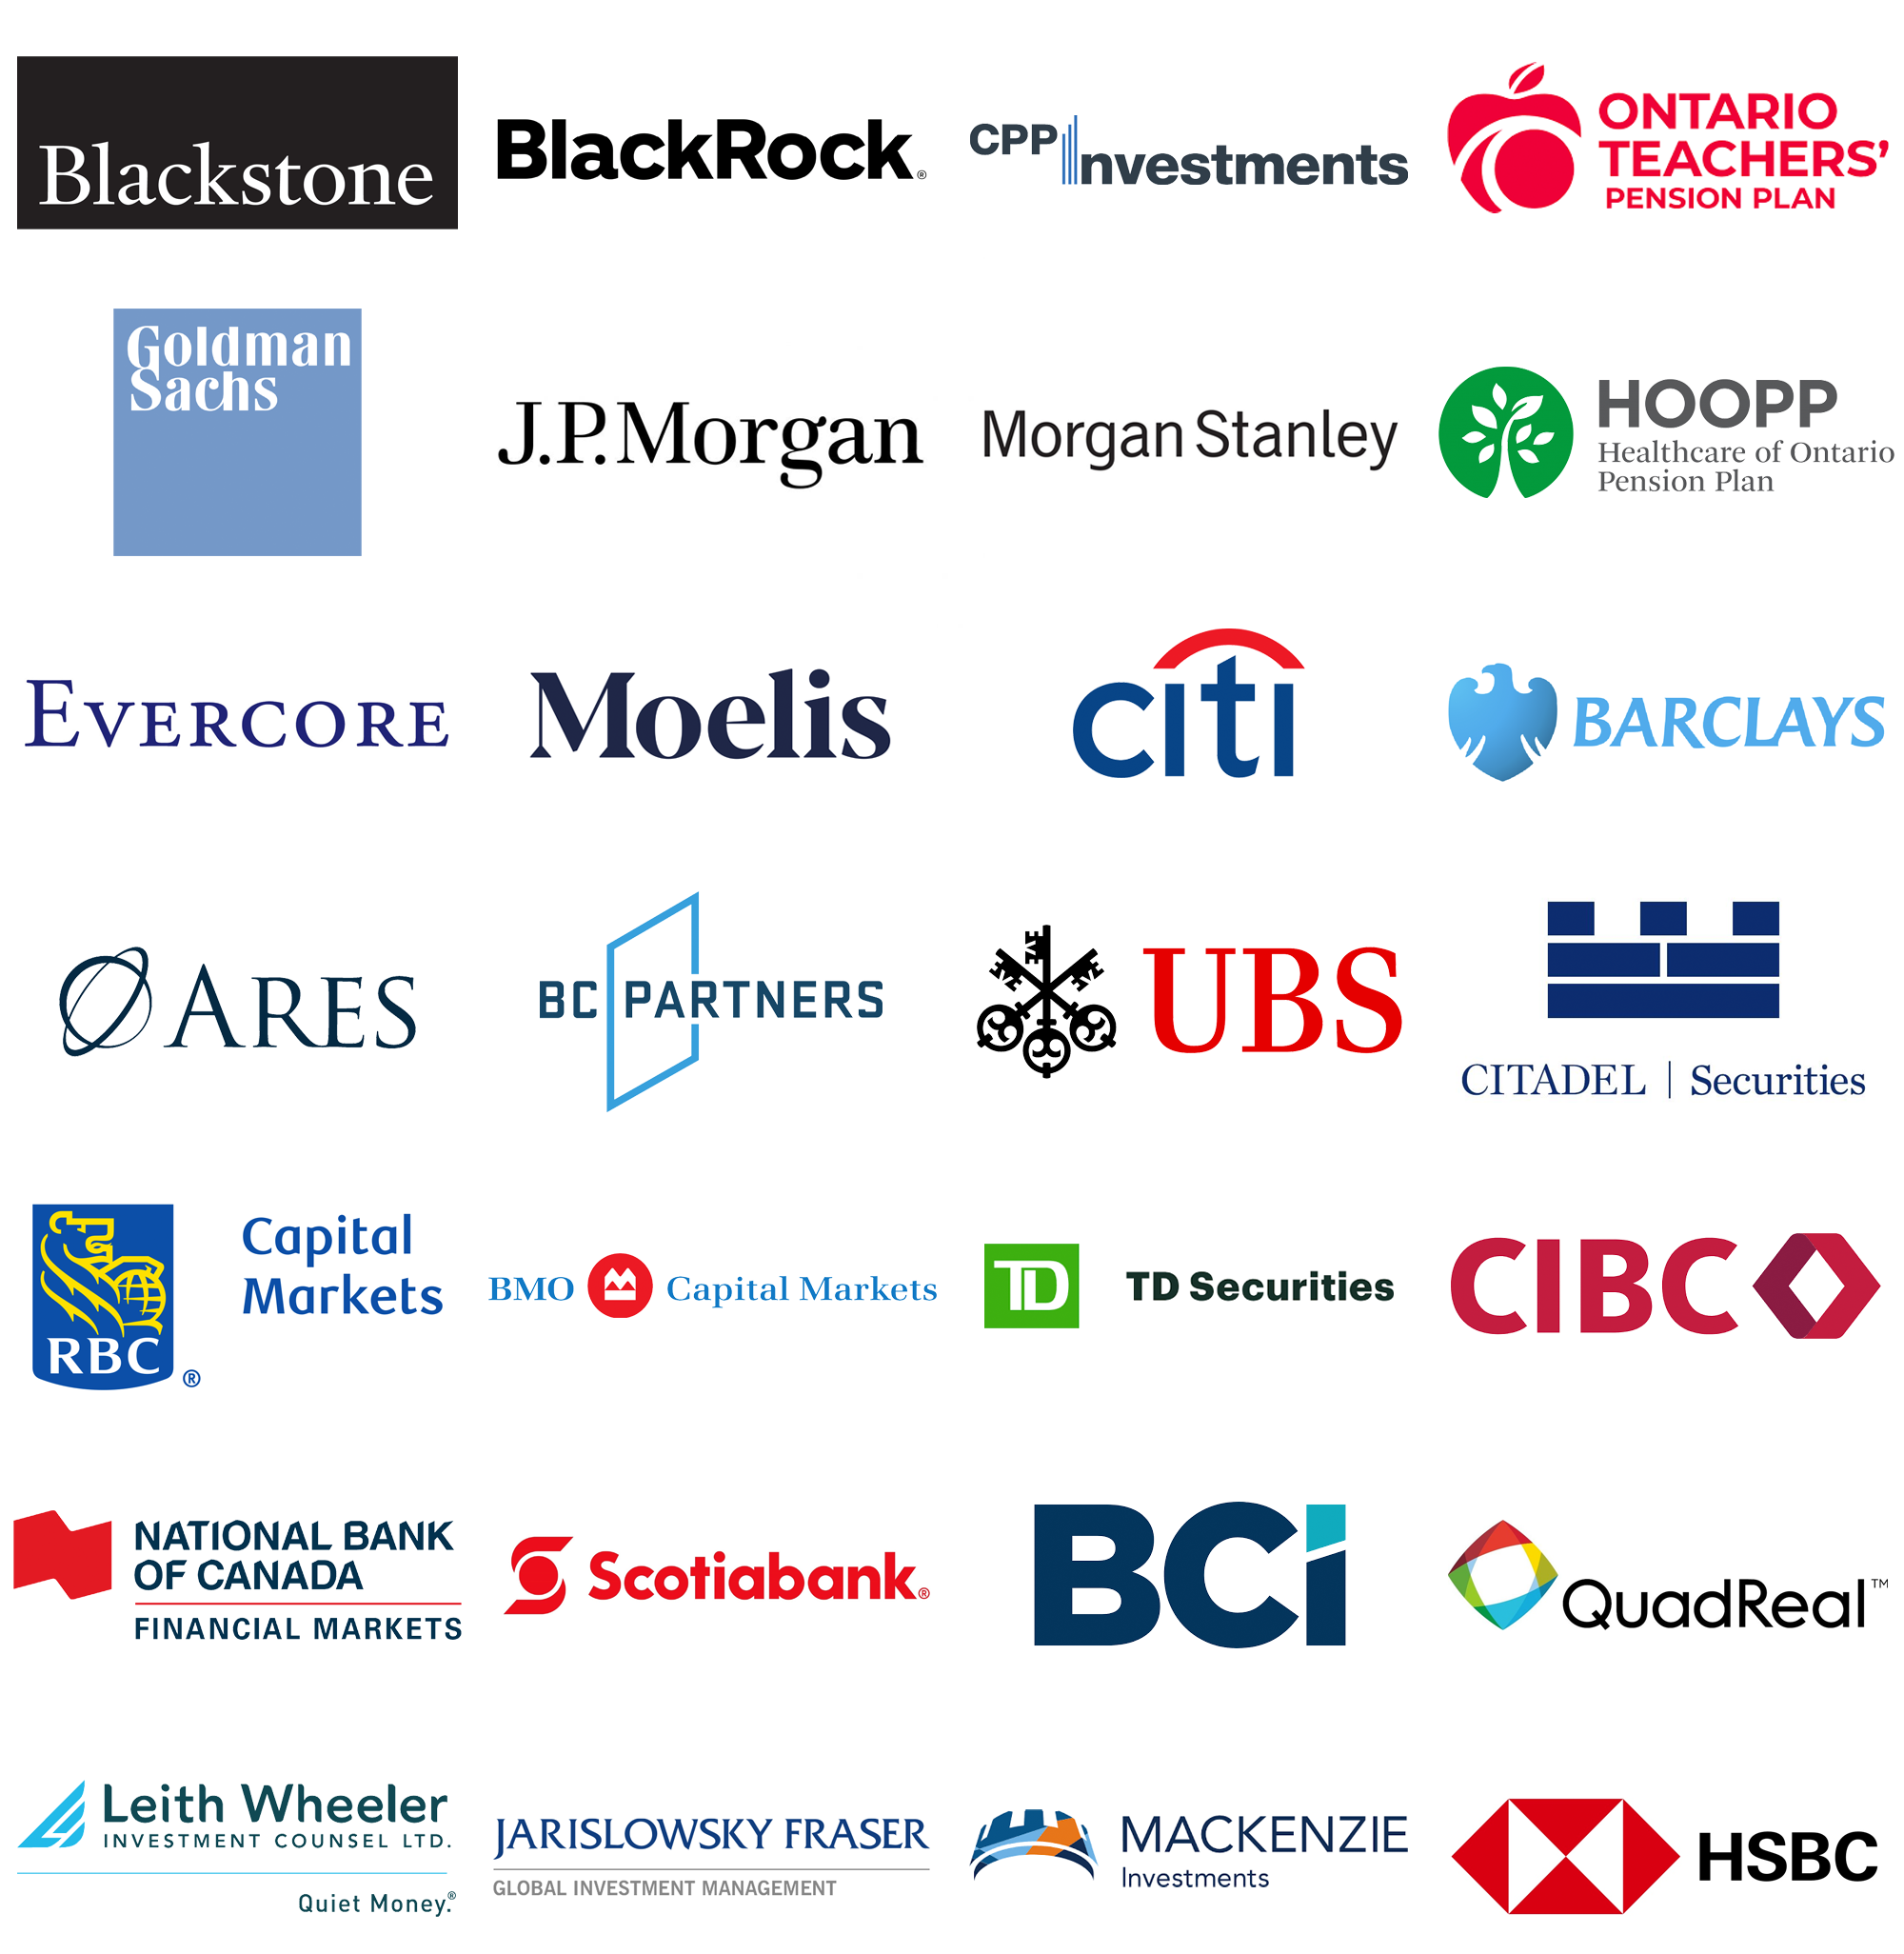 Blackstone
BlackRock®
CPP Investments
ONTARIO
TEACHERS'
PENSION PLAN
Goldman
Sachs
J.P.Morgan
Morgan Stanley
HOOPP
Healthcare of Ontario
Pension Plan
EVERCORE
Moelis
citi
BARCLAYS
ARES
BC PARTNERS
UBS
CITADEL | Securities
RBC®
Capital
Markets
BMO Capital Markets
TD
TD Securities
CIBC
NATIONAL BANK
OF CANADA
FINANCIAL MARKETS
Scotiabank®
BCi
QuadReal™
Leith Wheeler
INVESTMENT COUNSEL LTD.
Quiet Money.®
JARISLOWSKY FRASER
GLOBAL INVESTMENT MANAGEMENT
MACKENZIE
Investments
HSBC